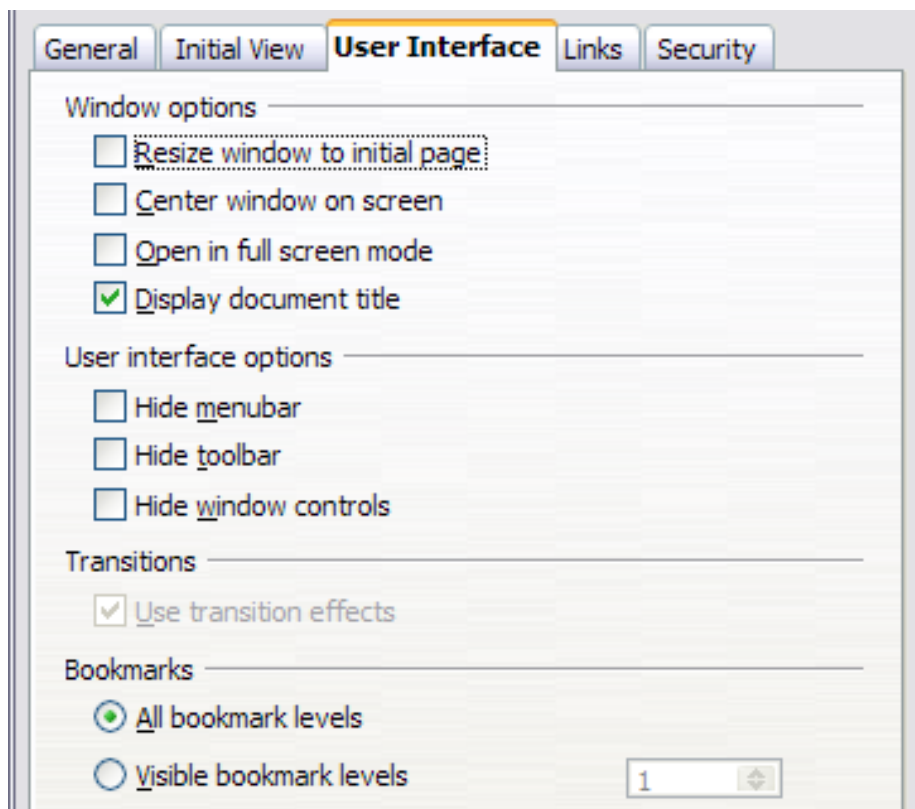 General Initial View User Interface Links Security
Window options
Resize window to initial page
Center window on screen
Open in full screen mode
Display document title
User interface options
Hide menubar
Hide toolbar
Hide window controls
Transitions
Use transition effects
Bookmarks
All bookmark levels
Visible bookmark levels 1